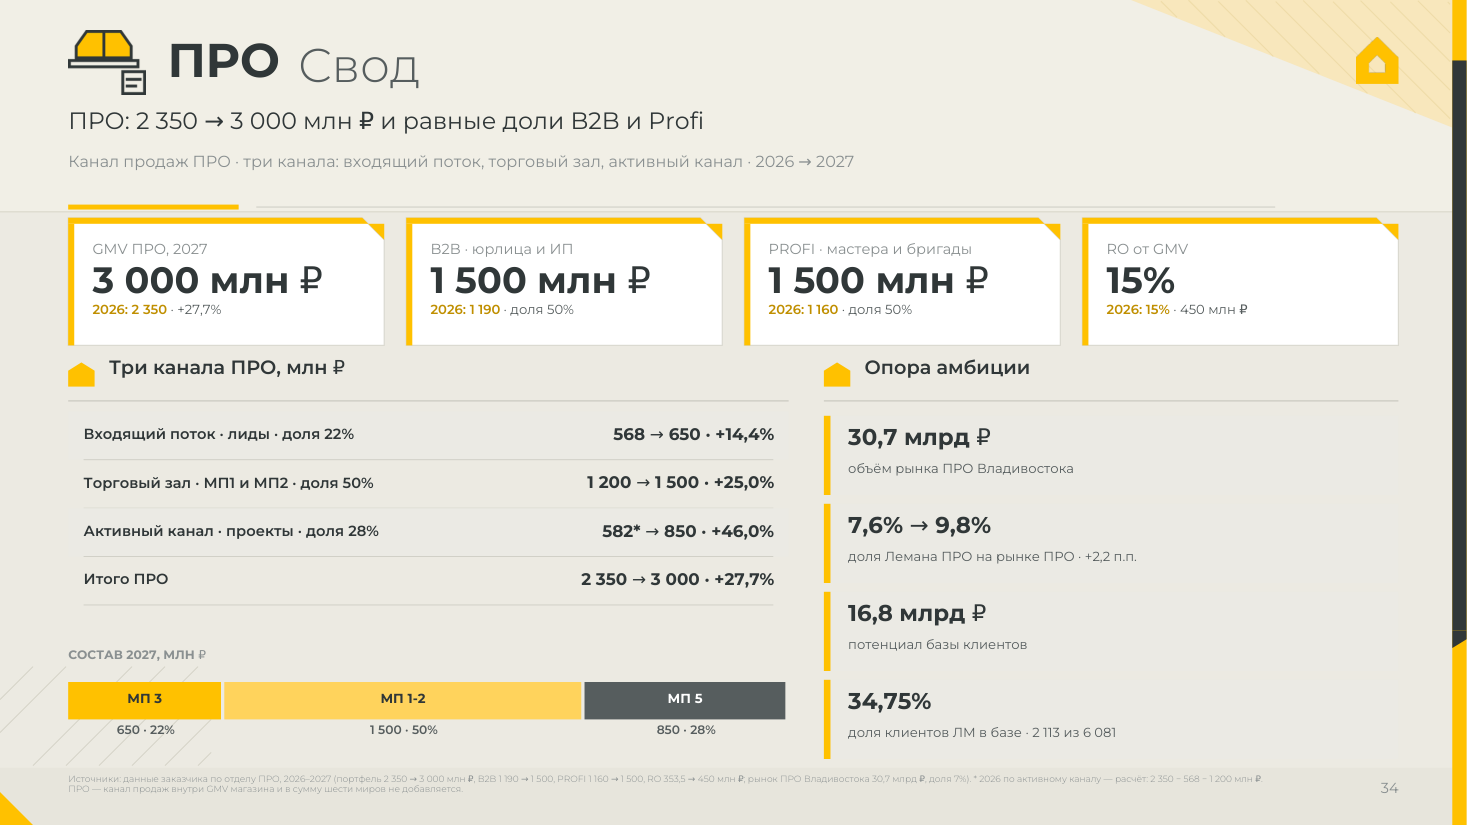 ПРО Свод
ПРО: 2 350 → 3 000 млн ₽ и равные доли B2B и Profi
Канал продаж ПРО · три канала: входящий поток, торговый зал, активный канал · 2026 → 2027
GMV ПРО, 2027
3 000 млн ₽
2026: 2 350 · +27,7%
B2B · юрлица и ИП
1 500 млн ₽
2026: 1 190 · доля 50%
PROFI · мастера и бригады
1 500 млн ₽
2026: 1 160 · доля 50%
RO от GMV
15%
2026: 15% · 450 млн ₽
Три канала ПРО, млн ₽
Входящий поток · лиды · доля 22% 568 → 650 · +14,4%
Торговый зал · МП1 и МП2 · доля 50% 1 200 → 1 500 · +25,0%
Активный канал · проекты · доля 28% 582* → 850 · +46,0%
Итого ПРО 2 350 → 3 000 · +27,7%
СОСТАВ 2027, МЛН ₽
МП 3 МП 1-2 МП 5
650 · 22% 1 500 · 50% 850 · 28%
Опора амбиции
30,7 млрд ₽
объём рынка ПРО Владивостока
7,6% → 9,8%
доля Лемана ПРО на рынке ПРО · +2,2 п.п.
16,8 млрд ₽
потенциал базы клиентов
34,75%
доля клиентов ЛМ в базе · 2 113 из 6 081
Источники: данные заказчика по отделу ПРО, 2026–2027 (портфель 2 350 → 3 000 млн ₽, B2B 1 190 → 1 500, PROFI 1 160 → 1 500, RO 353,5 → 450 млн ₽; рынок ПРО Владивостока 30,7 млрд ₽, доля 7%). * 2026 по активному каналу — расчёт: 2 350 − 568 − 1 200 млн ₽.
ПРО — канал продаж внутри GMV магазина и в сумму шести миров не добавляется.
34